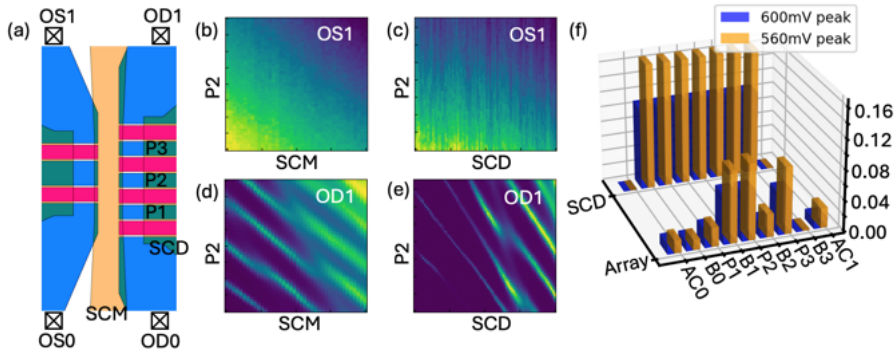 (a)
OS1
OD1
P3
P2
P1
SCD
SCM
OS0
OD0
(b)
OS1
P2
SCM
(c)
OS1
SCD
(d)
OD1
P2
SCM
(e)
OD1
SCD
(f)
600mV peak
560mV peak
0.16
0.12
0.08
0.04
0.00
SCD
Array
AC0
B0
P1
B1
P2
B2
P3
B3
AC1